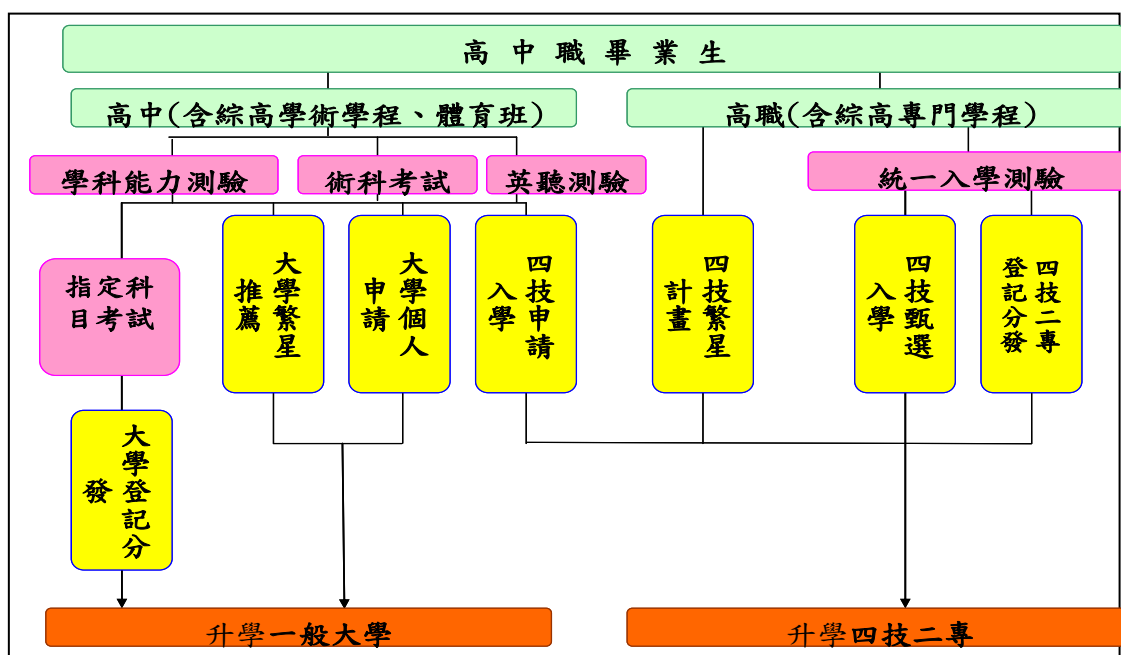 高中職畢業生
高中(含綜高學術學程、體育班)
高職(含綜高專門學程)
學科能力測驗
術科考試
英聽測驗
統一入學測驗
指定科
目考試
大學繁星
推薦
大學個人
申請
四技申請
入學
四技繁星
計畫
四技甄選
入學
四技二專
登記分發
大學登記分
發
升學一般大學
升學四技二專